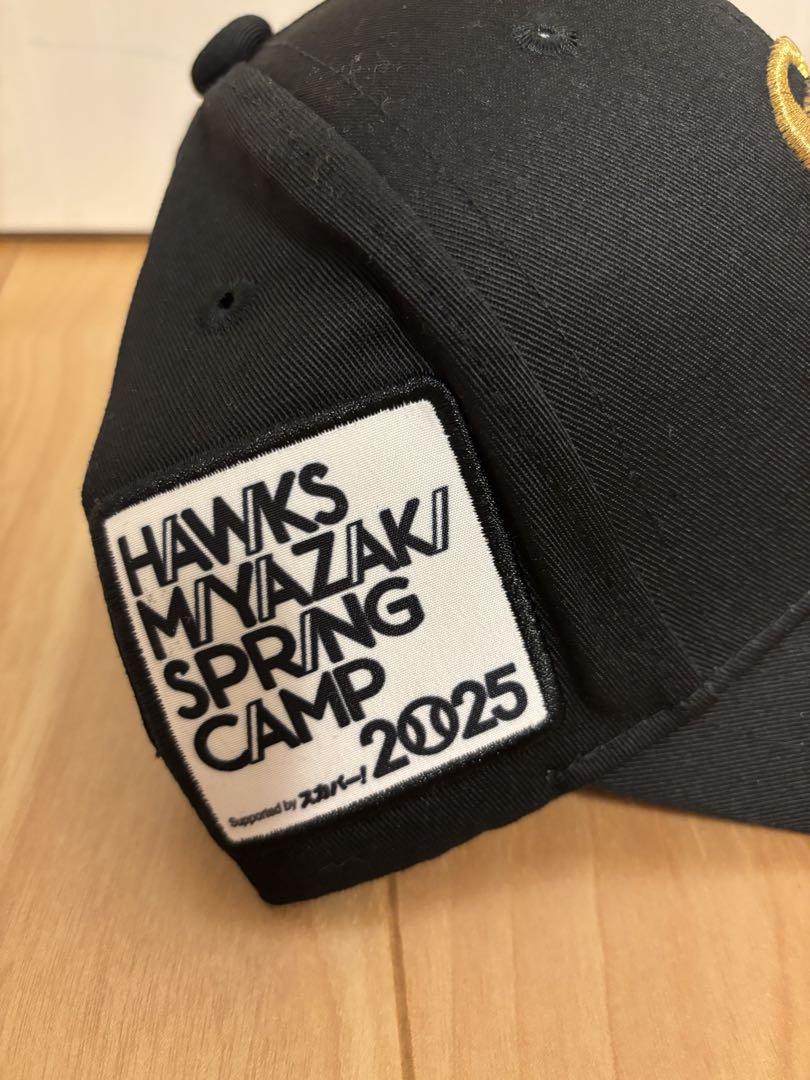 HAWKS
MIYAZAKI
SPRING
CAMP
2025
Supported by スカパー!